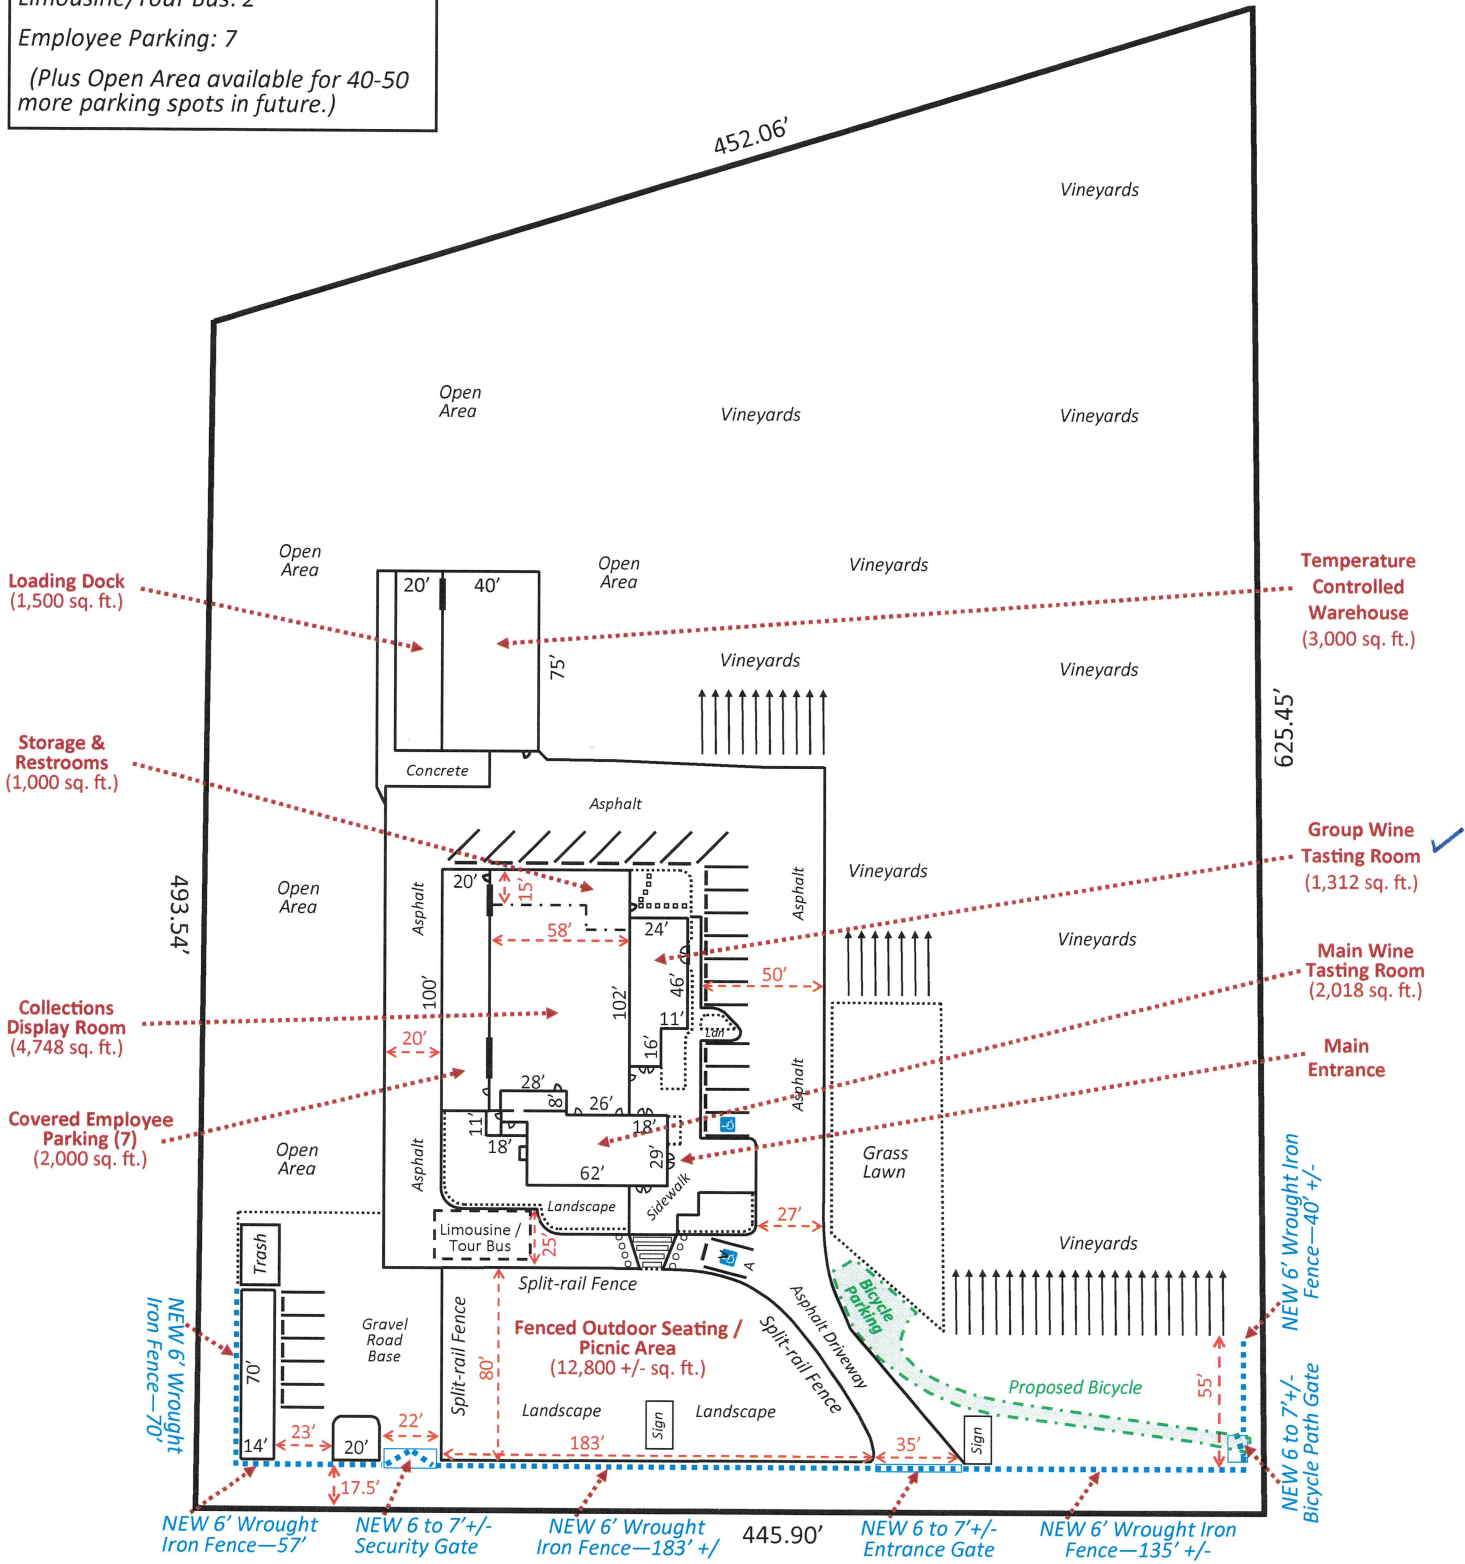 Limousine/Tour Bus: 2
Employee Parking: 7
(Plus Open Area available for 40-50
more parking spots in future.)
452.06'
Vineyards
Open
Area
Vineyards
Vineyards
Open
Area
Open
Area
Vineyards
Loading Dock
(1,500 sq. ft.)
20'
40'
75'
Temperature
Controlled
Warehouse
(3,000 sq. ft.)
Vineyards
Vineyards
625.45'
Storage &
Restrooms
(1,000 sq. ft.)
Concrete
Asphalt
Group Wine
Tasting Room
(1,312 sq. ft.)
Vineyards
493.54'
Open
Area
Asphalt
20'
15'
58'
24'
46'
Asphalt
50'
Vineyards
Main Wine
Tasting Room
(2,018 sq. ft.)
Collections
Display Room
(4,748 sq. ft.)
100'
102'
11'
16'
Ldn
20'
Main
Entrance
Asphalt
Covered Employee
Parking (7)
(2,000 sq. ft.)
28'
8'
26'
11'
18'
18'
29'
62'
Open
Area
Asphalt
Grass
Lawn
Landscape
Sidewalk
27'
Limousine /
Tour Bus
25'
A
A
Vineyards
NEW 6' Wrought Iron
Fence—40' +/-
Trash
Split-rail Fence
Bicycle
Parking
Asphalt Driveway
Split-rail Fence
NEW 6' Wrought
Iron Fence—70'
70'
Gravel
Road
Base
Split-rail Fence
80'
Fenced Outdoor Seating /
Picnic Area
(12,800 +/- sq. ft.)
Proposed Bicycle
55'
NEW 6 to 7'+/-
Bicycle Path Gate
Landscape
Sign
Landscape
Sign
14'
23'
20'
22'
183'
35'
17.5'
NEW 6' Wrought
Iron Fence—57'
NEW 6 to 7'+/-
Security Gate
NEW 6' Wrought
Iron Fence—183' +/
445.90'
NEW 6 to 7'+/-
Entrance Gate
NEW 6' Wrought Iron
Fence—135' +/-